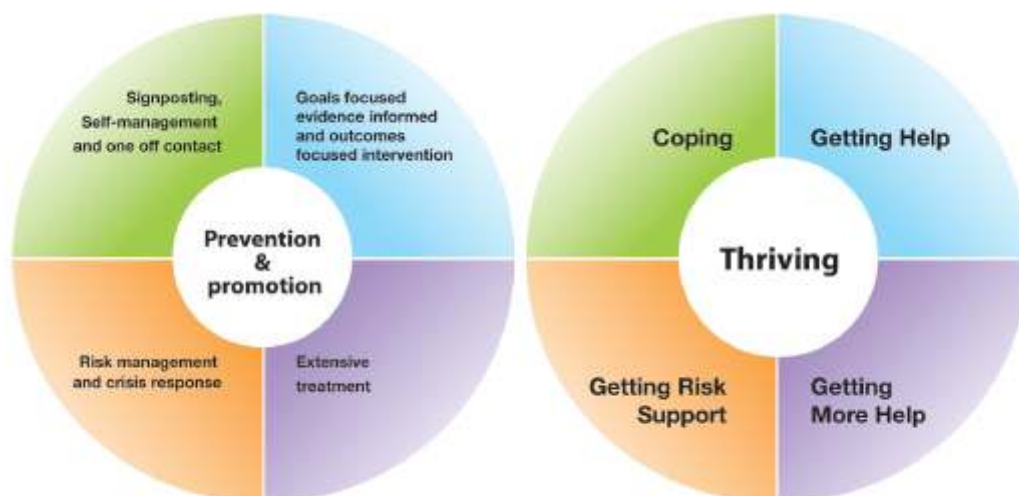 Signposting,
Self-management
and one off contact
Goals focused
evidence informed
and outcomes
focused intervention
Prevention
&
promotion
Risk management
and crisis response
Extensive
treatment
Coping
Getting Help
Thriving
Getting Risk
Support
Getting
More Help